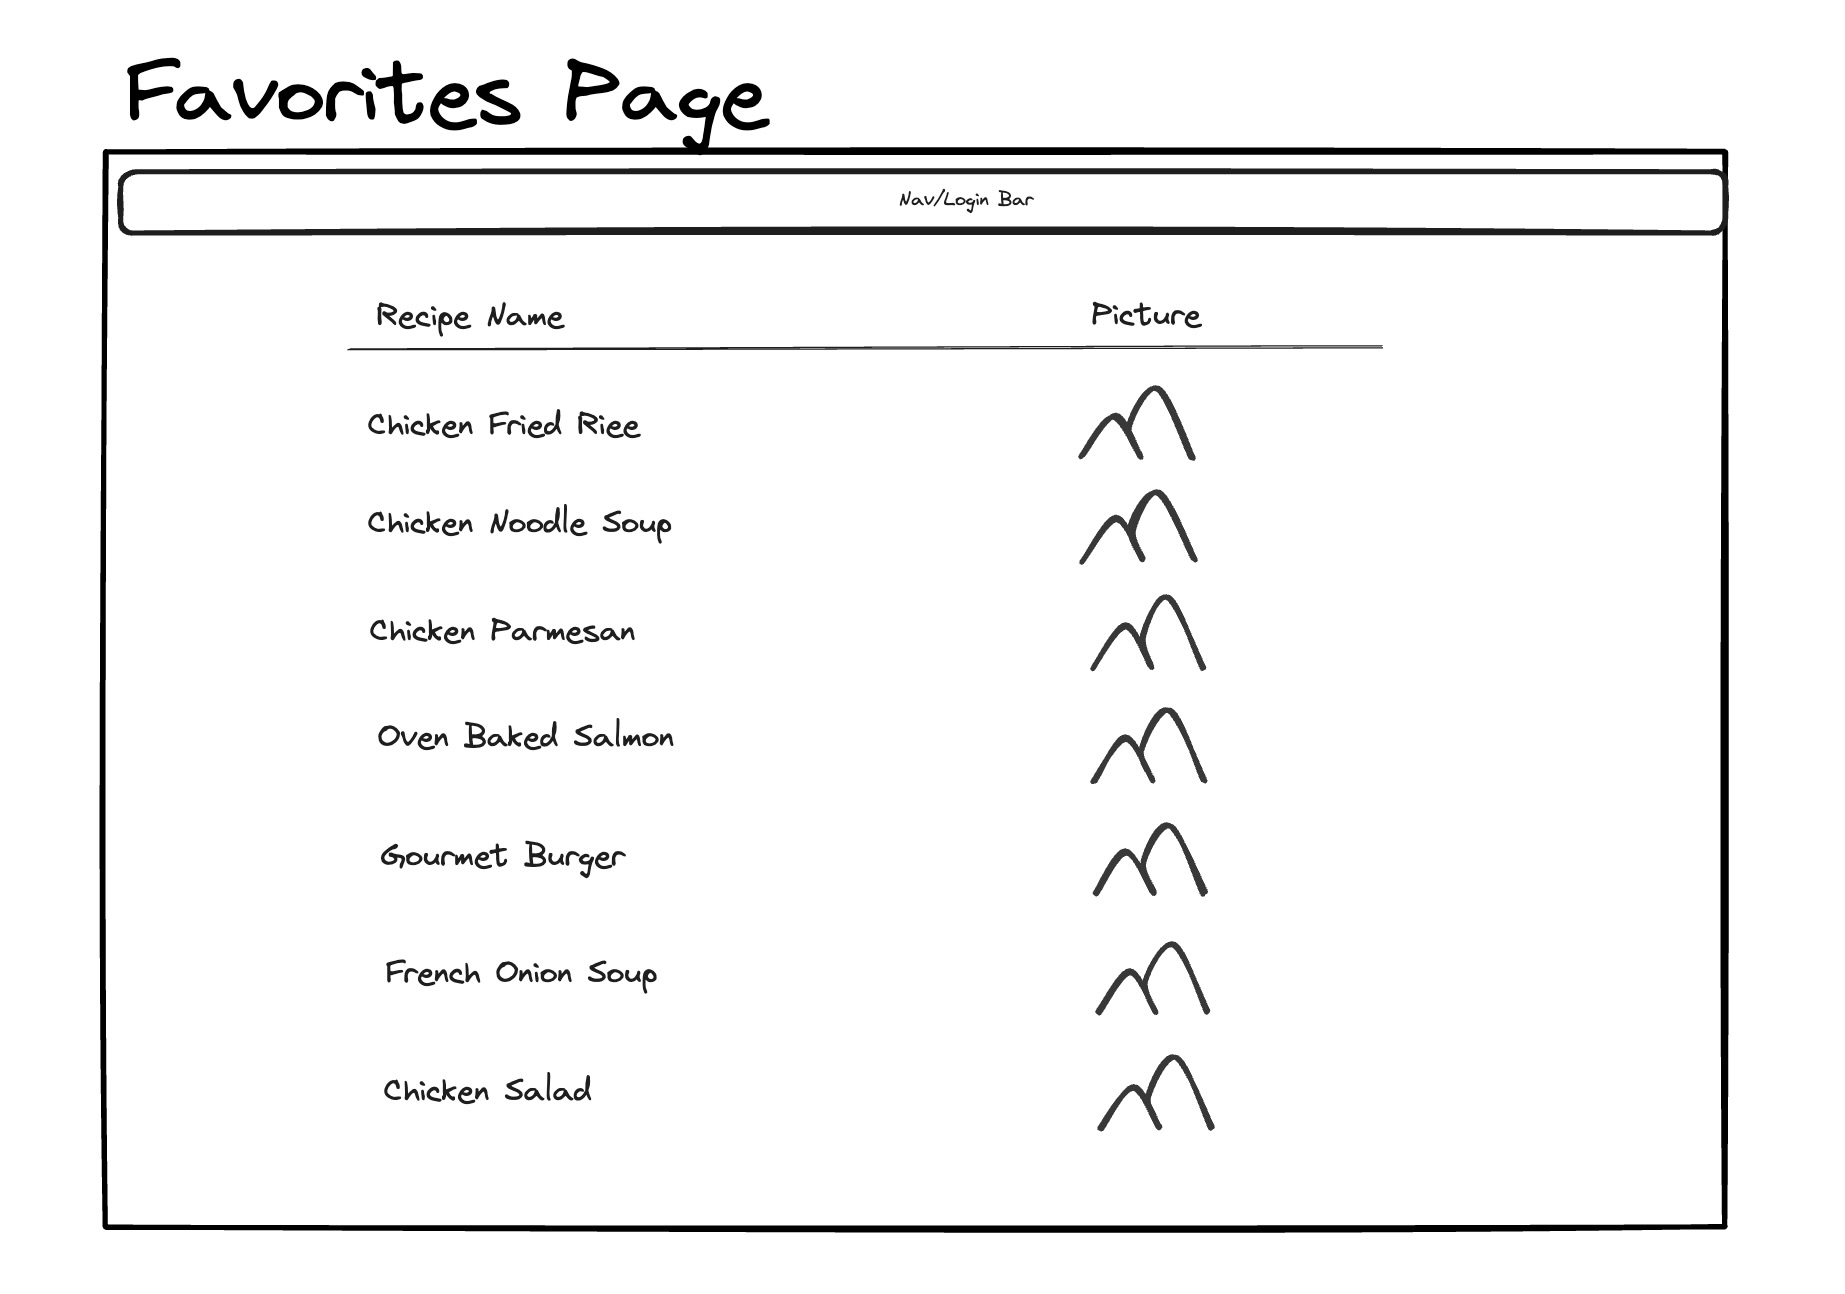 Favorites Page
Nav/Login Bar
Recipe Name Picture
Chicken Fried Riee
Chicken Noodle Soup
Chicken Parmesan
Oven Baked Salmon
Gourmet Burger
French Onion Soup
Chicken Salad